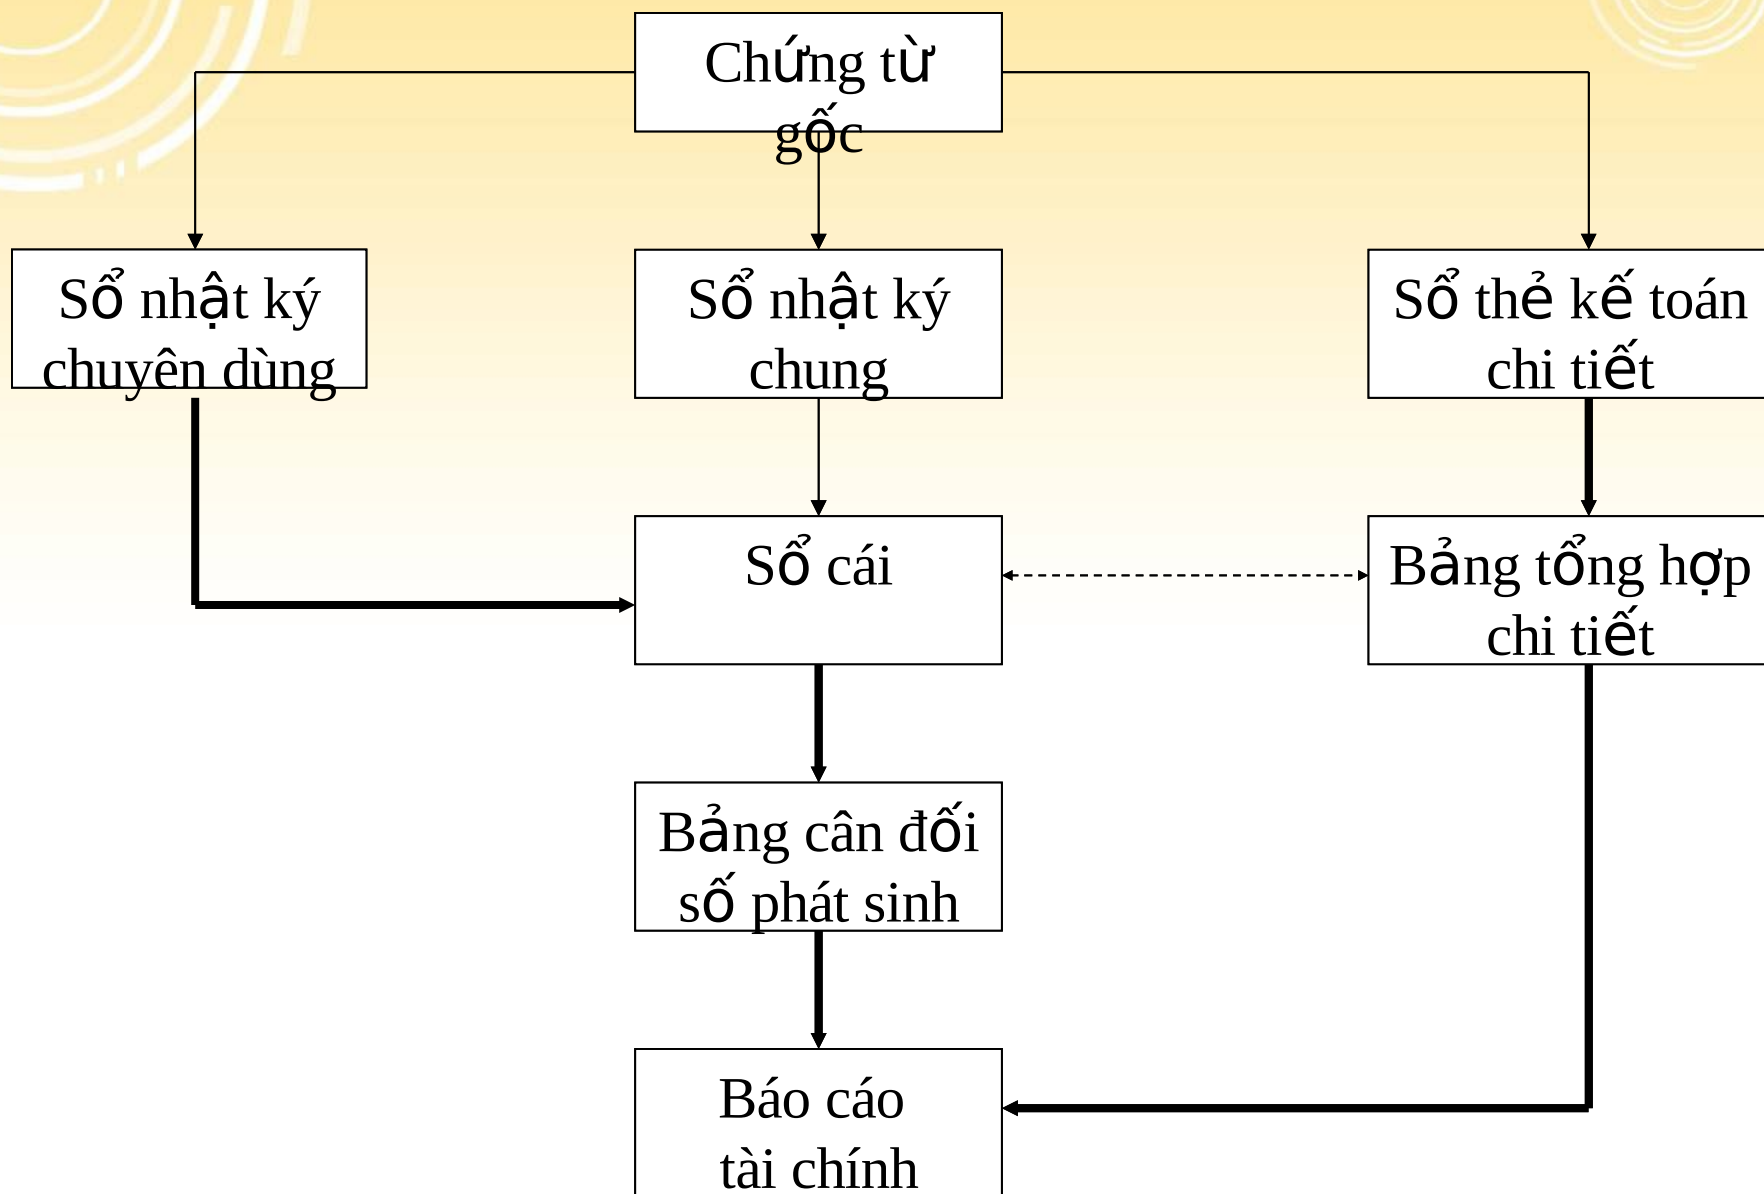 Chứng từ
gốc
Sổ nhật ký
chuyên dùng
Sổ nhật ký
chung
Sổ thẻ kế toán
chi tiết
Sổ cái
Bảng tổng hợp
chi tiết
Bảng cân đối
số phát sinh
Báo cáo
tài chính